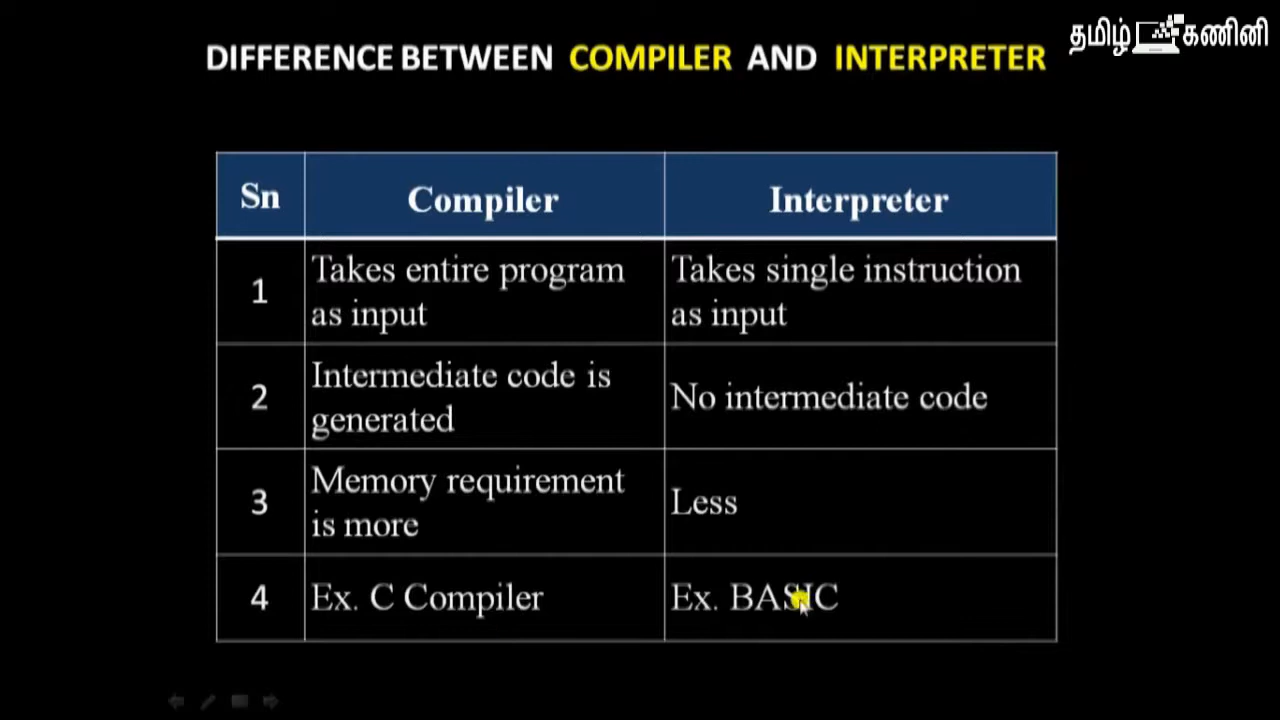 தமிழ் கணினி
DIFFERENCE BETWEEN COMPILER AND INTERPRETER
Sn Compiler Interpreter
1 Takes entire program as input Takes single instruction as input
2 Intermediate code is generated No intermediate code
3 Memory requirement is more Less
4 Ex. C Compiler Ex. BASIC